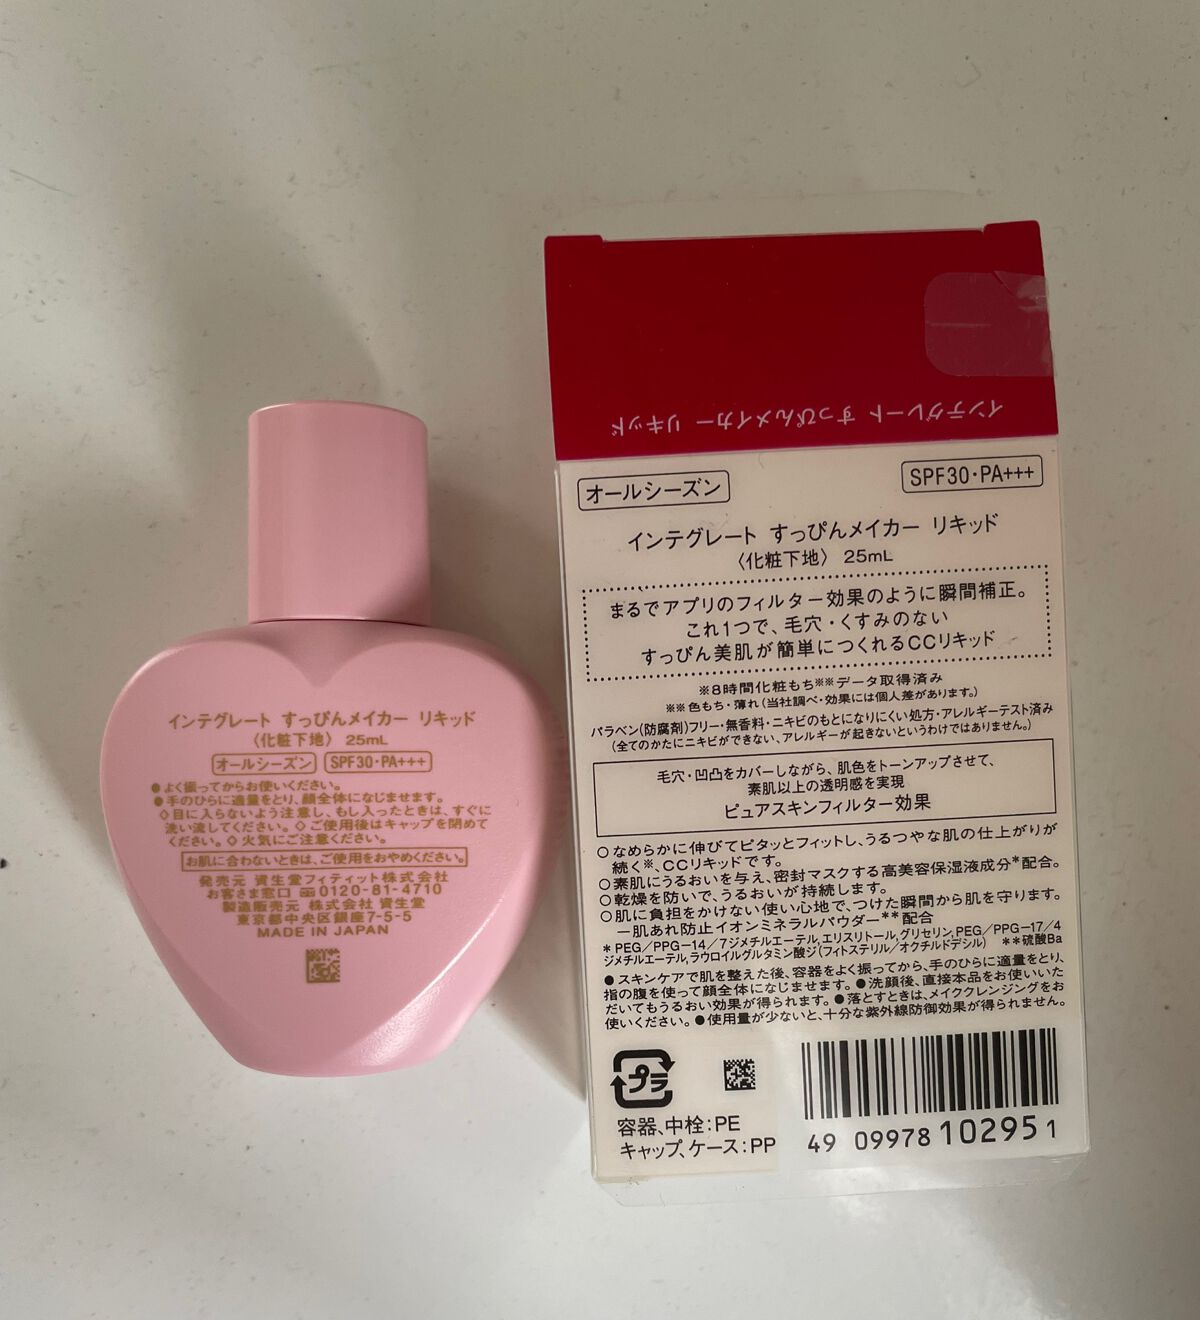 インテグレート すっぴんメイカー リキッド
〈化粧下地〉 25mL
オールシーズン SPF30・PA+++
●よく振ってからお使いください。
●手のひらに適量をとり、顔全体になじませます。
◇目に入らないよう注意し、もし入ったときは、すぐに
洗い流してください。◇ご使用後はキャップを閉めて
ください。◇火気にご注意ください。
お肌に合わないときは、ご使用をおやめください。
発売元 資生堂フィティット株式会社
お客さま窓口 0120-81-4710
製造販売元 株式会社 資生堂
東京都中央区銀座7-5-5
MADE IN JAPAN
インテグレート すっぴんメイカー リキッド
オールシーズン SPF30・PA+++
インテグレート すっぴんメイカー リキッド
〈化粧下地〉 25mL
まるでアプリのフィルター効果のように瞬間補正。
これ1つで、毛穴・くすみのない
すっぴん美肌が簡単につくれるCCリキッド
※8時間化粧もち※※データ取得済み
※※色もち・薄れ(当社調べ・効果には個人差があります。)
パラベン(防腐剤)フリー・無香料・ニキビのもとになりにくい処方・アレルギーテスト済み
(全てのかたにニキビができない、アレルギーが起きないというわけではありません。)
毛穴・凹凸をカバーしながら、肌色をトーンアップさせて、
素肌以上の透明感を実現
ピュアスキンフィルター効果
○なめらかに伸びてピタッとフィットし、うるつやな肌の仕上がりが
続く※、CCリキッドです。
○素肌にうるおいを与え、密封マスクする高美容保湿液成分*配合。
○乾燥を防いで、うるおいが持続します。
○肌に負担をかけない使い心地で、つけた瞬間から肌を守ります。
－肌あれ防止イオンミネラルパウダー**配合
*PEG/PPG-14/7ジメチルエーテル,エリスリトール,グリセリン,PEG/PPG-17/4
ジメチルエーテル,ラウロイルグルタミン酸ジ(フィトステリル/オクチルドデシル) **硫酸Ba
●スキンケアで肌を整えた後、容器をよく振ってから、手のひらに適量をとり、
指の腹を使って顔全体になじませます。●洗顔後、直接本品をお使いいた
だいてもうるおい効果が得られます。●落とすときは、メイククレンジングをお
使いください。●使用量が少ないと、十分な紫外線防御効果が得られません。
プラ
容器、中栓:PE
キャップ、ケース:PP
49 09978 102951